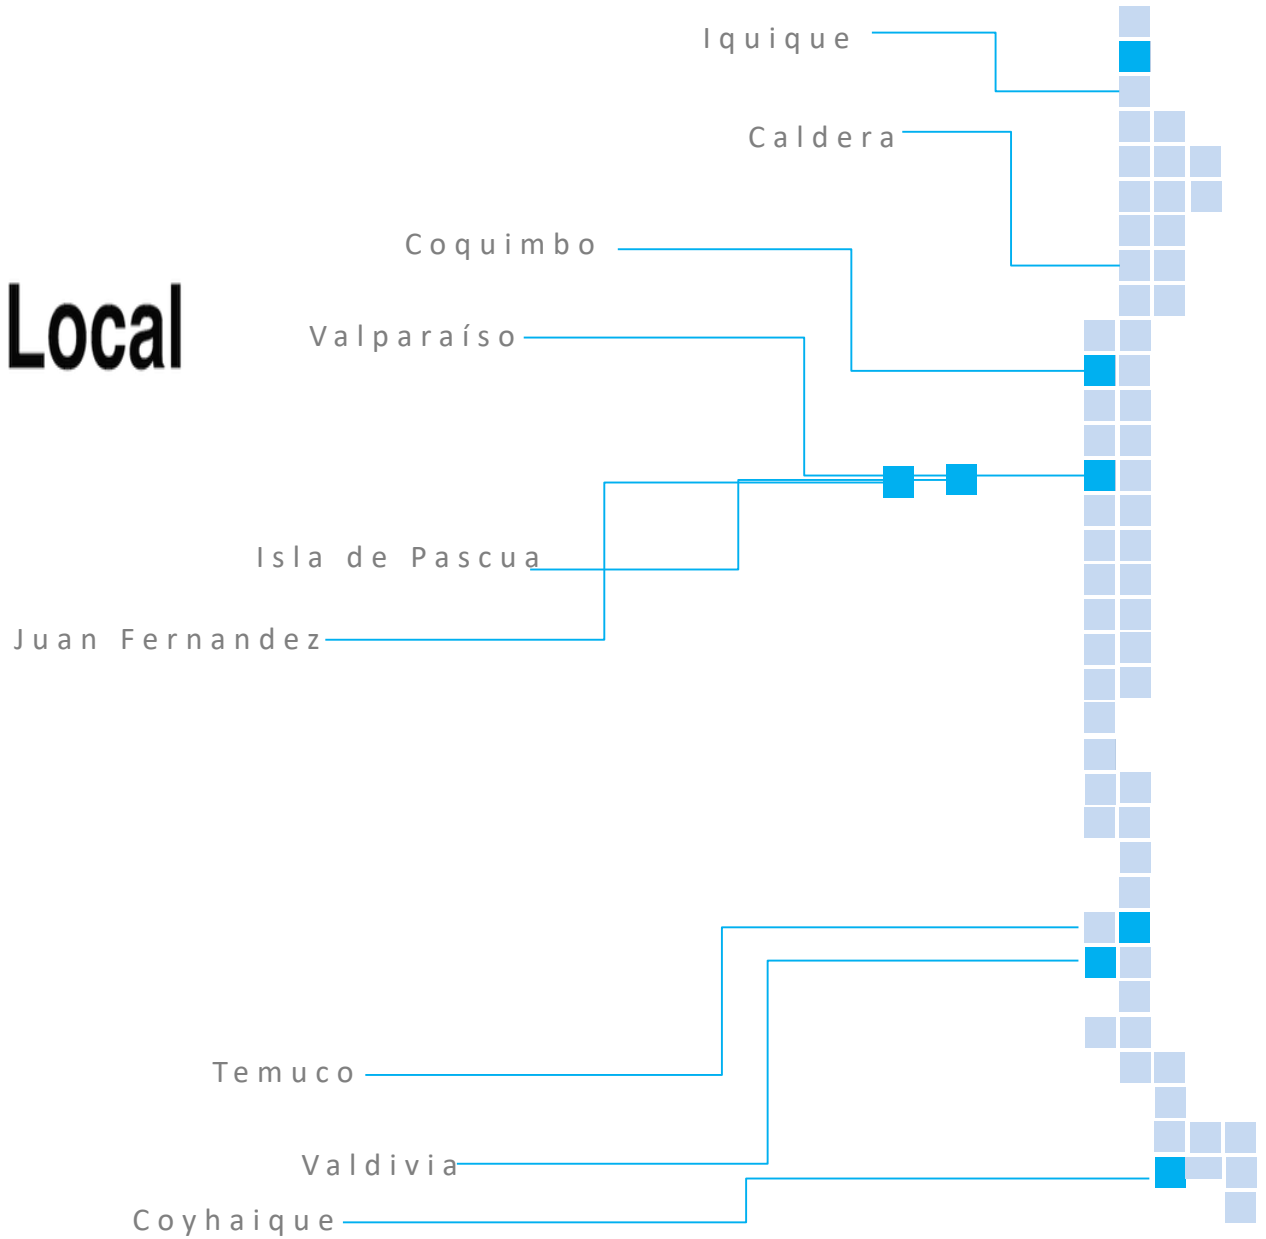 Iquique
Caldera
Coquimbo
Local
Valparaíso
Isla de Pascua
Juan Fernandez
Temuco
Valdivia
Coyhaique